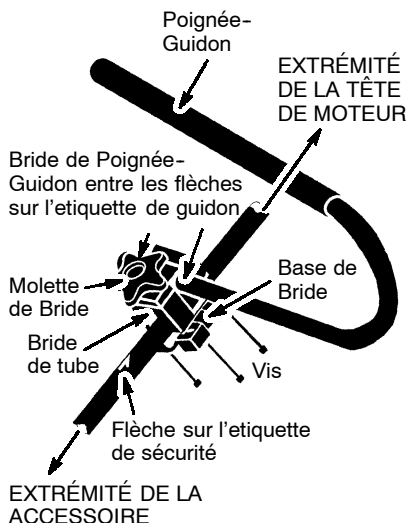 Poignée-
Guidon
EXTRÉMITÉ
DE LA TÊTE
DE MOTEUR
Bride de Poignée-
Guidon entre les flèches
sur l'etiquette de guidon
Molette
de Bride
Base de
Bride
Bride
de tube
Vis
Flèche sur l'etiquette
de sécurité
EXTRÉMITÉ DE LA
ACCESSOIRE